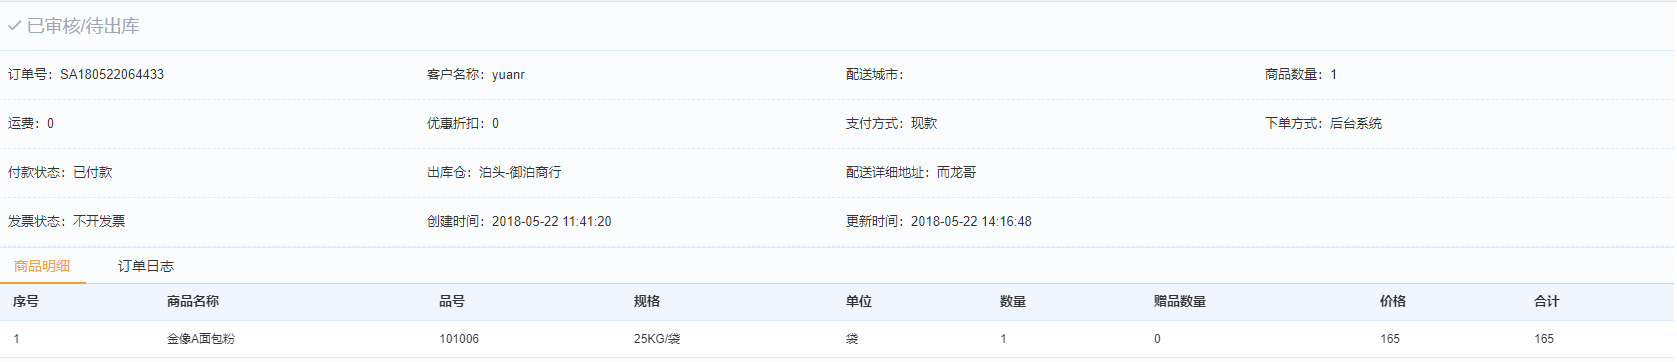 已审核/待出库
订单号：SA180522064433 客户名称：yuanr 配送城市： 商品数量：1
运费：0 优惠折扣：0 支付方式：现款 下单方式：后台系统
付款状态：已付款 出库仓：泊头-御泊商行 配送详细地址：而龙哥
发票状态：不开发票 创建时间：2018-05-22 11:41:20 更新时间：2018-05-22 14:16:48
商品明细 订单日志
序号 商品名称 品号 规格 单位 数量 赠品数量 价格 合计
1 金像A面包粉 101006 25KG/袋 袋 1 0 165 165